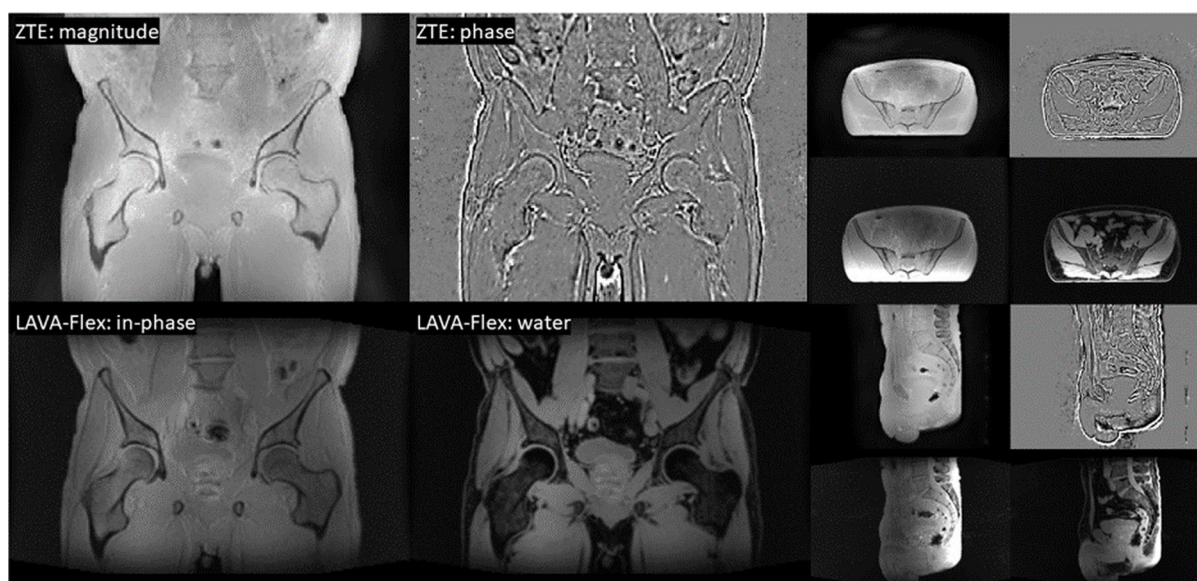 ZTE: magnitude
ZTE: phase
LAVA-Flex: in-phase
LAVA-Flex: water